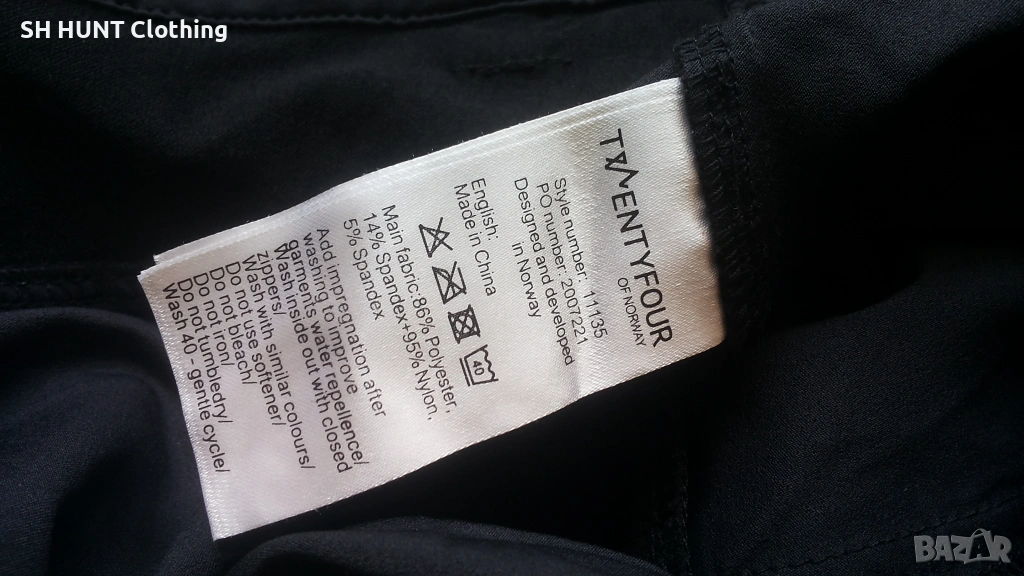 SH HUNT Clothing
TWENTYFOUR
OF NORWAY
Style number: 11135
PO number: 2007221
Designed and developed
in Norway
English:
Made in China
40
Main fabric:86% Polyester,
14% Spandex+95% Nylon,
5% Spandex
Add impregnation after
washing to improve
garments water repellence/
Wash inside out with closed
zippers/
Wash with similar colours/
Do not use softener/
Do not bleach/
Do not iron/
Do not tumbledry/
Wash 40 - gentle cycle/
BAZAR